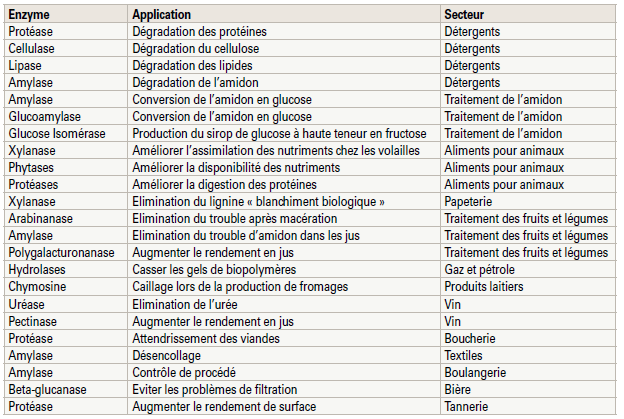 Enzyme Application Secteur
Protéase Dégradation des protéines Détergents
Cellulase Dégradation du cellulose Détergents
Lipase Dégradation des lipides Détergents
Amylase Dégradation de l'amidon Détergents
Amylase Conversion de l'amidon en glucose Traitement de l'amidon
Glucoamylase Conversion de l'amidon en glucose Traitement de l'amidon
Glucose Isomérase Production du sirop de glucose à haute teneur en fructose Traitement de l'amidon
Xylanase Améliorer l'assimilation des nutriments chez les volailles Aliments pour animaux
Phytases Améliorer la disponibilité des nutriments Aliments pour animaux
Protéases Améliorer la digestion des protéines Aliments pour animaux
Xylanase Elimination du lignine « blanchiment biologique » Papeterie
Arabinanase Elimination du trouble après macération Traitement des fruits et légumes
Amylase Elimination du trouble d'amidon dans les jus Traitement des fruits et légumes
Polygalacturonanase Augmenter le rendement en jus Traitement des fruits et légumes
Hydrolases Casser les gels de biopolymères Gaz et pétrole
Chymosine Caillage lors de la production de fromages Produits laitiers
Uréase Elimination de l'urée Vin
Pectinase Augmenter le rendement en jus Vin
Protéase Attendrissement des viandes Boucherie
Amylase Désencollage Textiles
Amylase Contrôle de procédé Boulangerie
Beta-glucanase Eviter les problèmes de filtration Bière
Protéase Augmenter le rendement de surface Tannerie